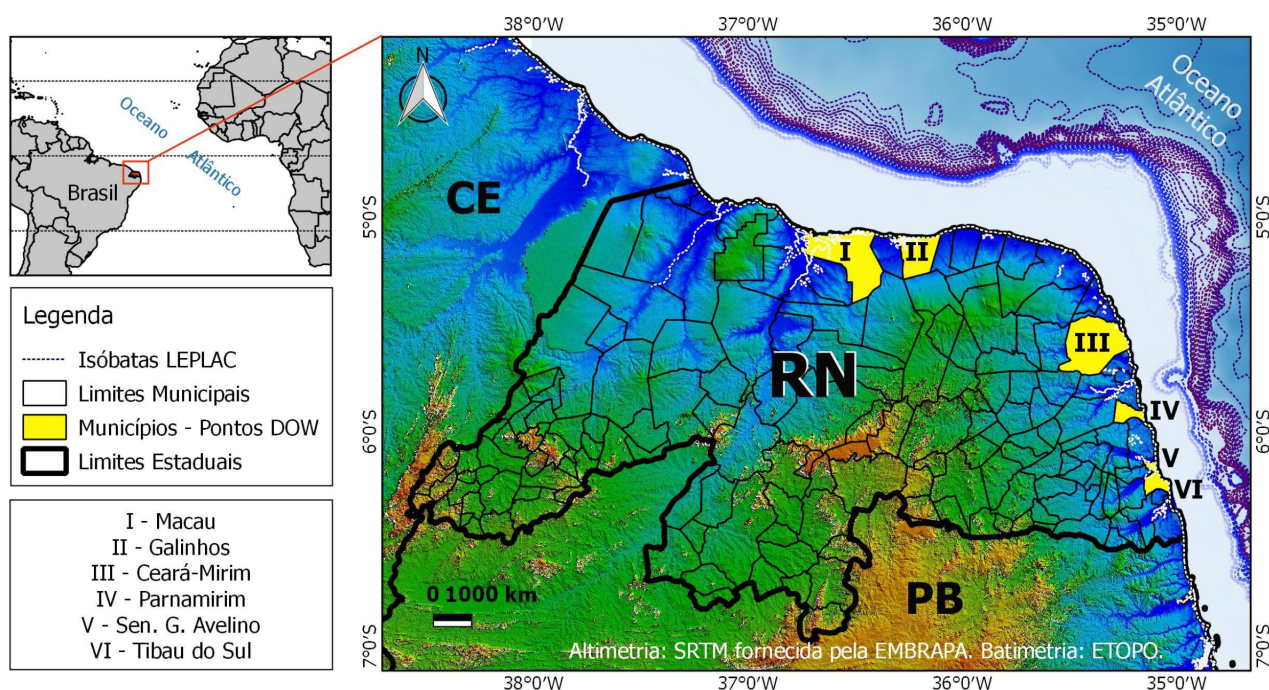 38°0'W 37°0'W 36°0'W 35°0'W
Oceano
Atlântico
Brasil
N
Oceano
Atlântico
CE
5°0'S
5°0'S
I
II
III
RN
IV
V
VI
6°0'S
6°0'S
PB
0 1000 km
Altimetria: SRTM fornecida pela EMBRAPA. Batimetria: ETOPO.
7°0'S
7°0'S
38°0'W 37°0'W 36°0'W 35°0'W
Legenda
Isóbatas LEPLAC
Limites Municipais
Municípios - Pontos DOW
Limites Estaduais
I - Macau
II - Galinhos
III - Ceará-Mirim
IV - Parnamirim
V - Sen. G. Avelino
VI - Tibau do Sul